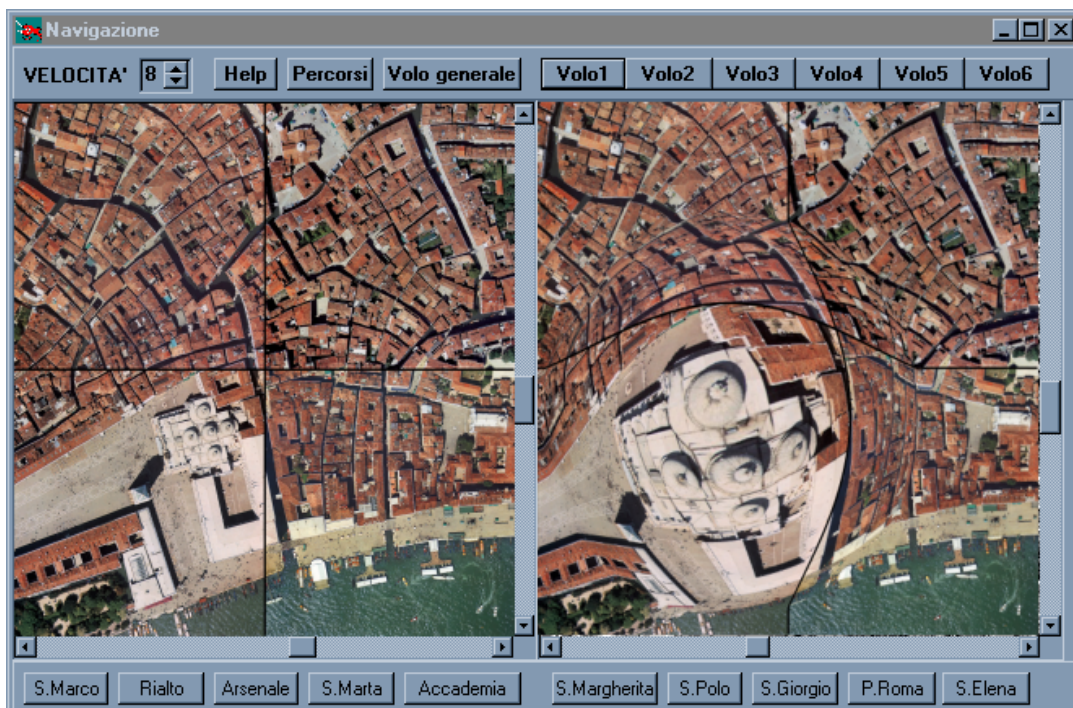 Navigazione
VELOCITA' 8 Help Percorsi Volo generale Volo1 Volo2 Volo3 Volo4 Volo5 Volo6
S.Marco Rialto Arsenale S.Marta Accademia S.Margherita S.Polo S.Giorgio P.Roma S.Elena